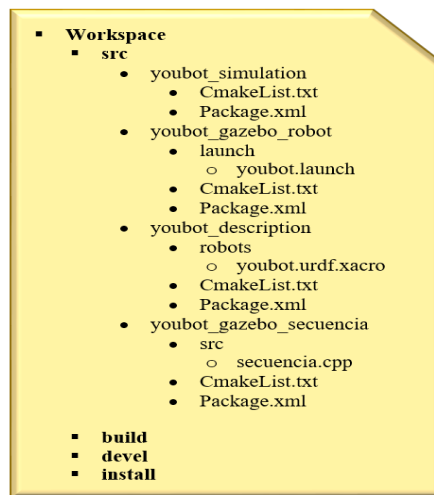 Workspace
src
youbot_simulation
CmakeList.txt
Package.xml
youbot_gazebo_robot
launch
youbot.launch
CmakeList.txt
Package.xml
youbot_description
robots
youbot.urdf.xacro
CmakeList.txt
Package.xml
youbot_gazebo_secuencia
src
secuencia.cpp
CmakeList.txt
Package.xml
build
devel
install